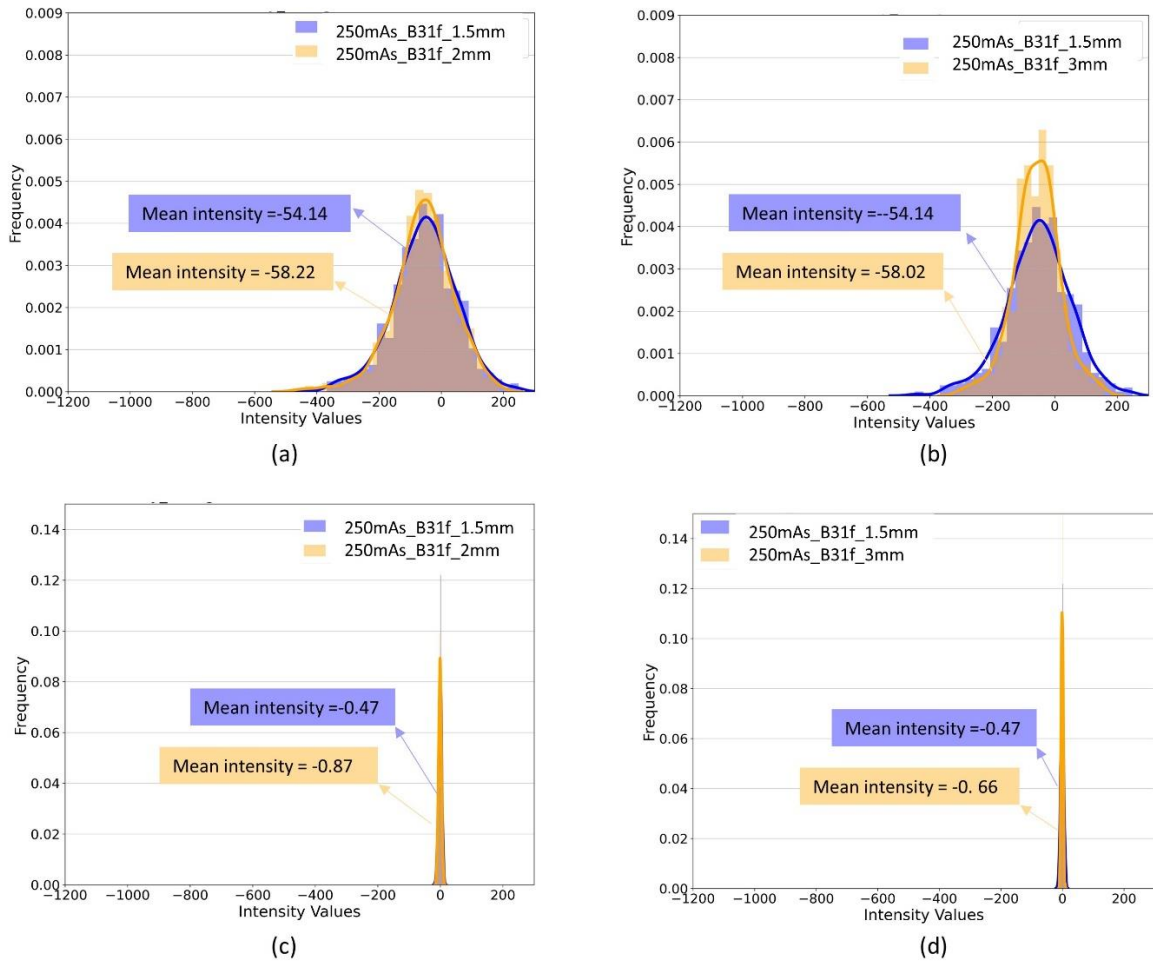 250mAs_B31f_1.5mm
250mAs_B31f_2mm
0.009
0.008
0.007
0.006
0.005
0.004
0.003
0.002
0.001
0.000
Frequency
Mean intensity =-54.14
Mean intensity = -58.22
−1200 −1000 −800 −600 −400 −200 0 200
Intensity Values
(a)
250mAs_B31f_1.5mm
250mAs_B31f_3mm
0.009
0.008
0.007
0.006
0.005
0.004
0.003
0.002
0.001
0.000
Frequency
Mean intensity =--54.14
Mean intensity = -58.02
−1200 −1000 −800 −600 −400 −200 0 200
Intensity Values
(b)
250mAs_B31f_1.5mm
250mAs_B31f_2mm
0.14
0.12
0.10
0.08
0.06
0.04
0.02
0.00
Frequency
Mean intensity =-0.47
Mean intensity = -0.87
−1200 −1000 −800 −600 −400 −200 0 200
Intensity Values
(c)
250mAs_B31f_1.5mm
250mAs_B31f_3mm
0.14
0.12
0.10
0.08
0.06
0.04
0.02
0.00
Frequency
Mean intensity =-0.47
Mean intensity = -0. 66
−1200 −1000 −800 −600 −400 −200 0 200
Intensity Values
(d)